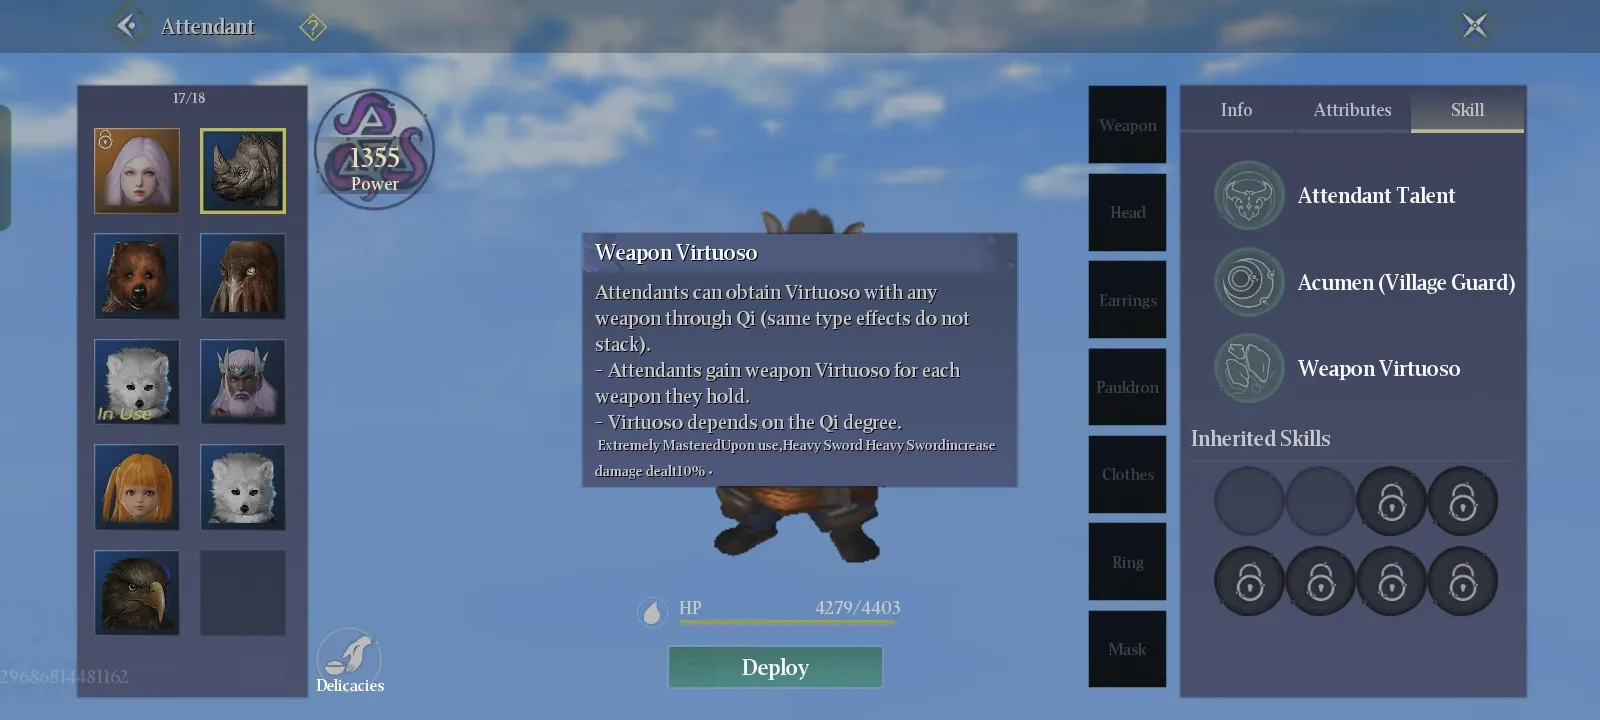 Attendant
?
17/18
1355
Power
In Use
Delicacies
29686814481162
Weapon Virtuoso
Attendants can obtain Virtuoso with any
weapon through Qi (same type effects do not
stack).
- Attendants gain weapon Virtuoso for each
weapon they hold.
- Virtuoso depends on the Qi degree.
Extremely MasteredUpon use,Heavy Sword Heavy Swordincrease
damage dealt10% ·
HP
4279/4403
Deploy
Weapon
Head
Earrings
Pauldron
Clothes
Ring
Mask
Info
Attributes
Skill
Attendant Talent
Acumen (Village Guard)
Weapon Virtuoso
Inherited Skills